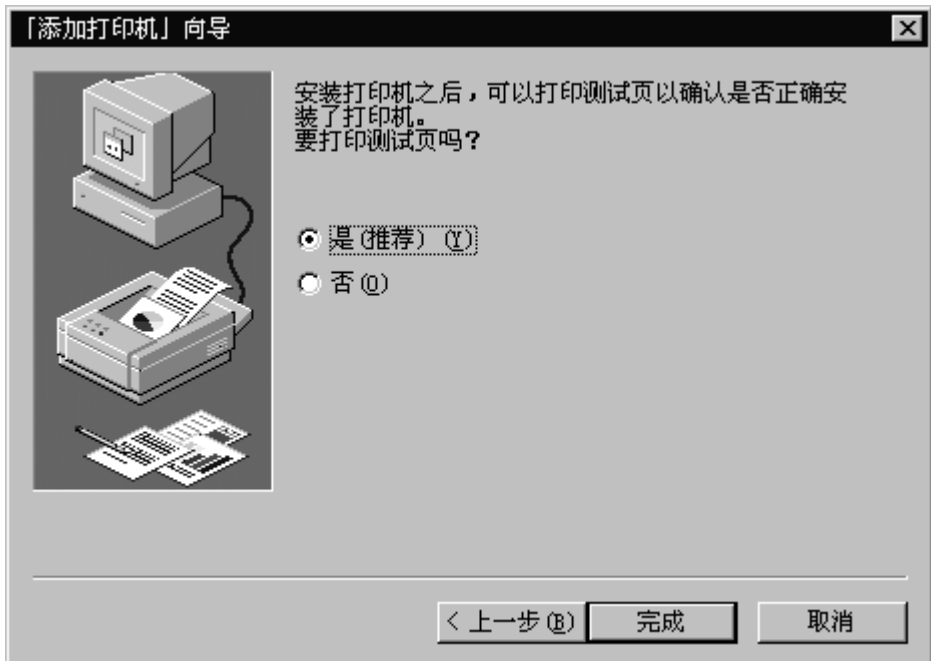 「添加打印机」向导
安装打印机之后，可以打印测试页以确认是否正确安
装了打印机。
要打印测试页吗？
是(推荐) (Y)
否(O)
< 上一步(B)
完成
取消